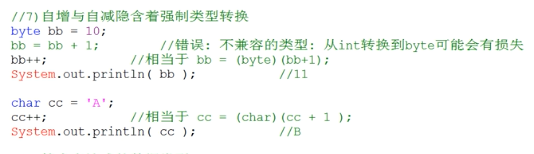 //7)自增与自减隐含着强制类型转换
byte bb = 10;
bb = bb + 1; //错误: 不兼容的类型: 从int转换到byte可能会有损失
bb++; //相当于 bb = (byte)(bb+1);
System.out.println( bb ); //11
char cc = 'A';
cc++; //相当于 cc = (char)(cc + 1 );
System.out.println( cc ); //B